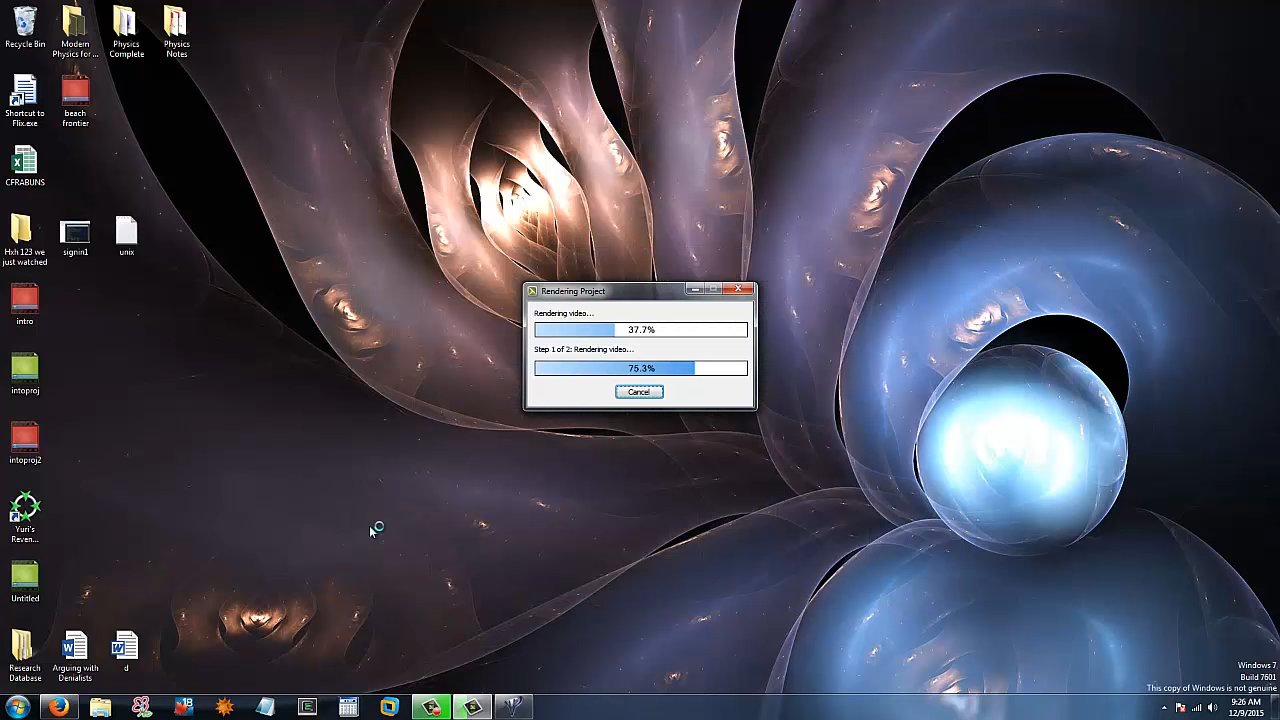 Recycle Bin
Modern
Physics for ...
Physics
Complete
Physics
Notes
Shortcut to
Flix.exe
beach
frontier
CFRABUNS
Hxh 123 we
just watched
signin1
unix
intro
Rendering Project
Rendering video...
37.7%
Step 1 of 2: Rendering video...
75.3%
Cancel
intoproj
intoproj2
Yuri's
Reven...
Untitled
Research
Database
Arguing with
Denialists
d
Windows 7
Build 7601
This copy of Windows is not genuine
18
9:26 AM
12/9/2015